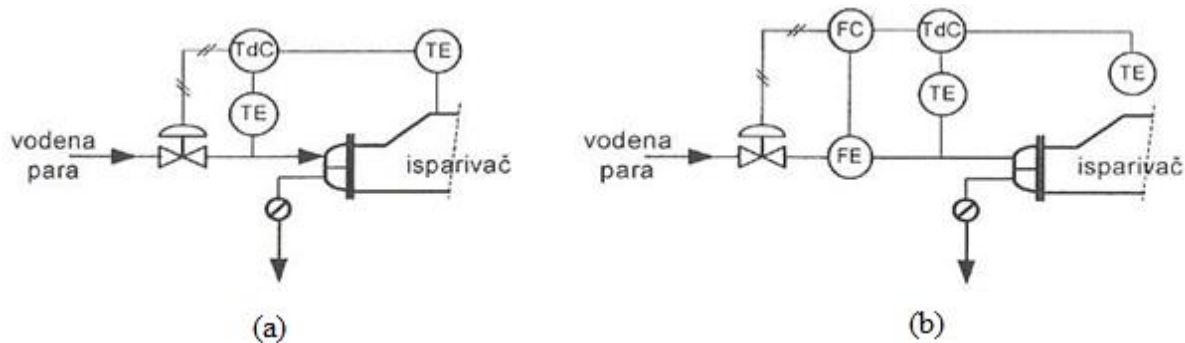 TdC
TE
TE
vodena
para
isparivač
(a)
FC
TdC
TE
TE
vodena
para
FE
isparivač
(b)